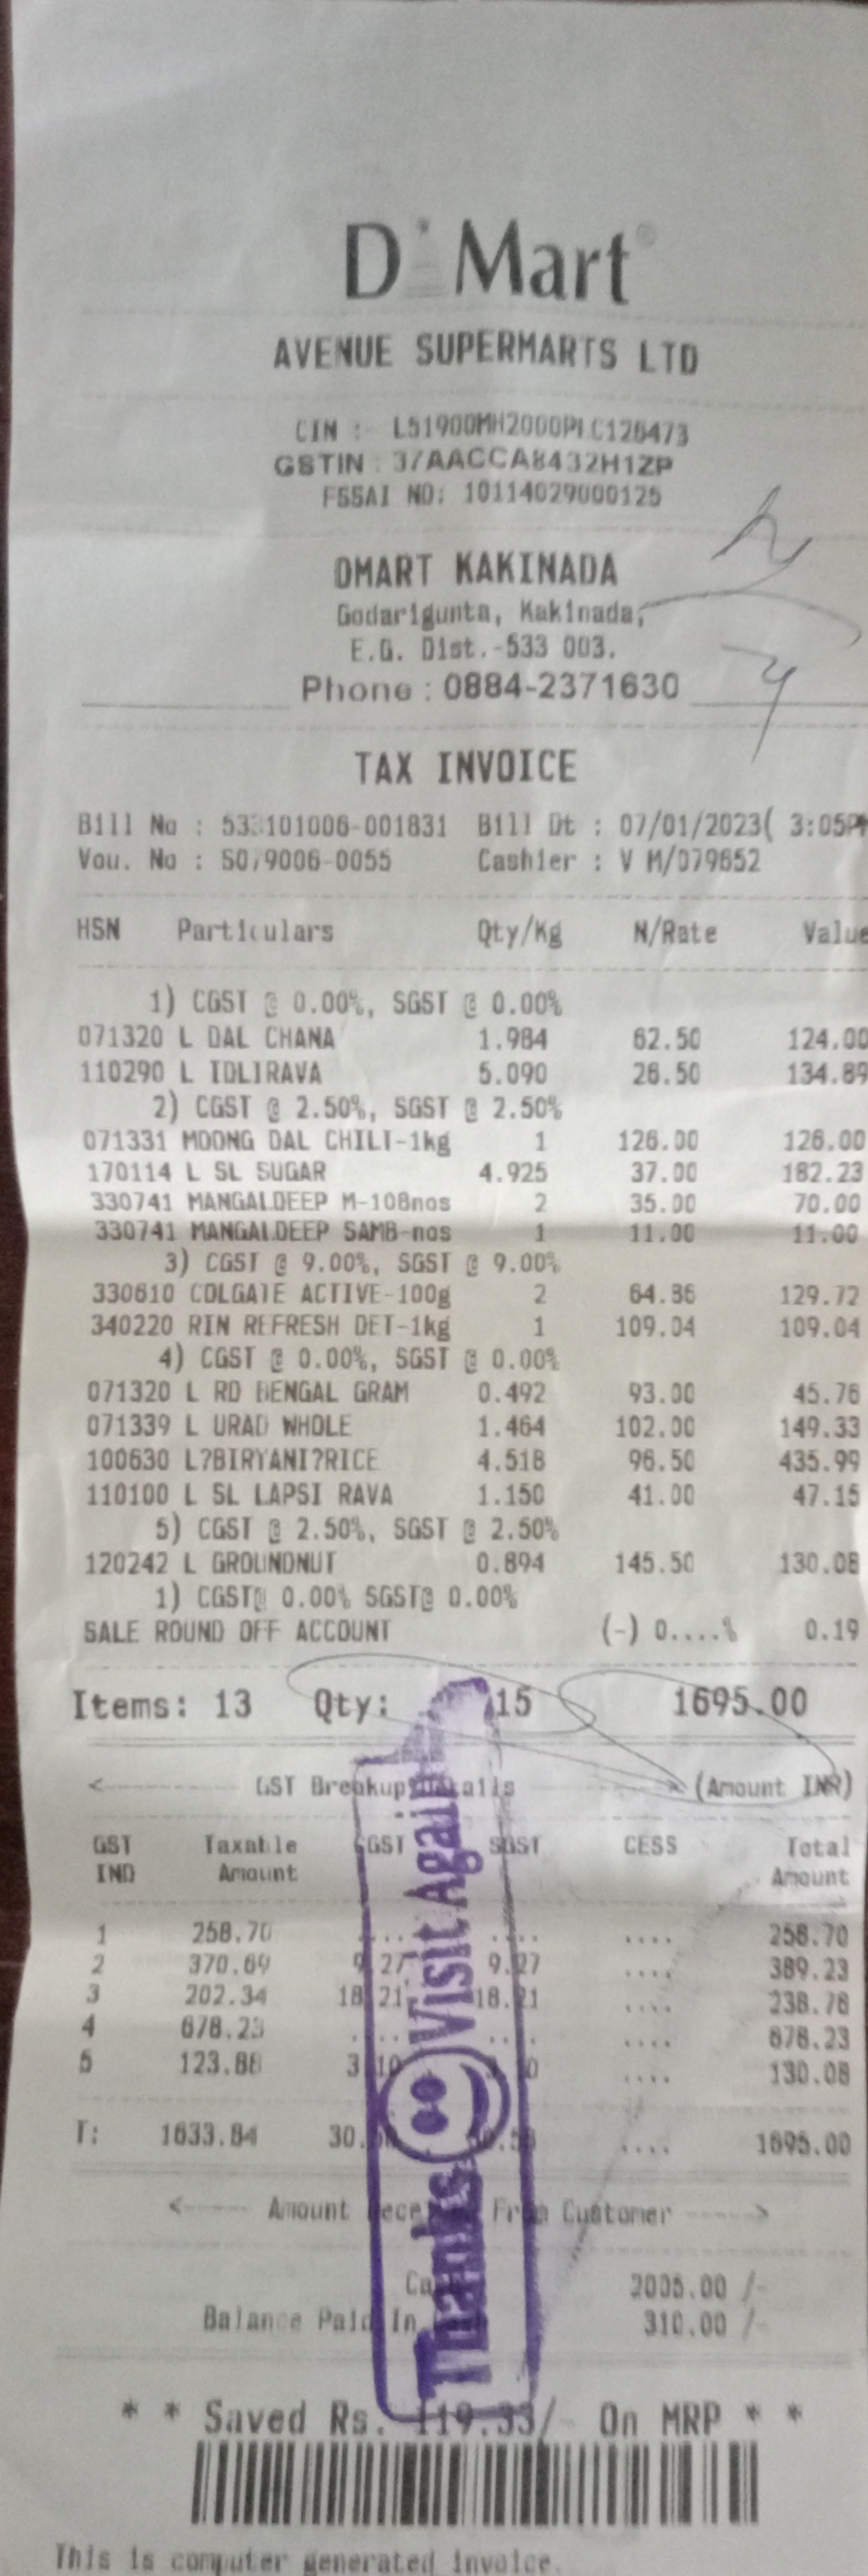 D Mart
AVENUE SUPERMARTS LTD
CIN :- L51900MH2000PLC126473
GSTIN : 37AACCA8432H1ZP
FSSAI NO: 10114029000125
DMART KAKINADA
Godarigunta, Kakinada,
E.G. Dist.-533 003.
Phone : 0884-2371630
TAX INVOICE
Bill No : 533101006-001831 Bill Dt : 07/01/2023( 3:05PM
Vou. No : S079006-0055 Cashier : V M/079652
HSN Particulars Qty/Kg N/Rate Value
1) CGST @ 0.00%, SGST @ 0.00%
071320 L DAL CHANA 1.984 62.50 124.00
110290 L IDLIRAVA 5.090 26.50 134.89
2) CGST @ 2.50%, SGST @ 2.50%
071331 MOONG DAL CHILT-1kg 1 126.00 126.00
170114 L SL SUGAR 4.925 37.00 182.23
330741 MANGALDEEP M-108nos 2 35.00 70.00
330741 MANGALDEEP SAMB-nos 1 11.00 11.00
3) CGST @ 9.00%, SGST @ 9.00%
330610 COLGATE ACTIVE-100g 2 64.86 129.72
340220 RIN REFRESH DET-1kg 1 109.04 109.04
4) CGST @ 0.00%, SGST @ 0.00%
071320 L RD BENGAL GRAM 0.492 93.00 45.76
071339 L URAD WHOLE 1.464 102.00 149.33
100630 L?BIRYANI?RICE 4.518 96.50 435.99
110100 L SL LAPSI RAVA 1.150 41.00 47.15
5) CGST @ 2.50%, SGST @ 2.50%
120242 L GROUNDNUT 0.894 145.50 130.08
1) CGST@ 0.00% SGST@ 0.00%
SALE ROUND OFF ACCOUNT (-) 0....% 0.19
Items: 13 Qty: 15 1695.00
<------ GST Breakup Details ------> (Amount INR)
GST Taxable CGST SGST CESS Total
IND Amount Amount
1 258.70 .... .... .... 258.70
2 370.69 9.27 9.27 .... 389.23
3 202.34 18.21 18.21 .... 238.76
4 678.23 .... .... .... 678.23
5 123.88 3.10 3.10 .... 130.08
T: 1633.84 30.58 30.58 .... 1695.00
<----- Amount Received From Customer ----->
Cash 2005.00 /-
Balance Paid In Cash 310.00 /-
* * Saved Rs. 119.33/- On MRP * *
This is computer generated invoice.
Thanks Visit Again